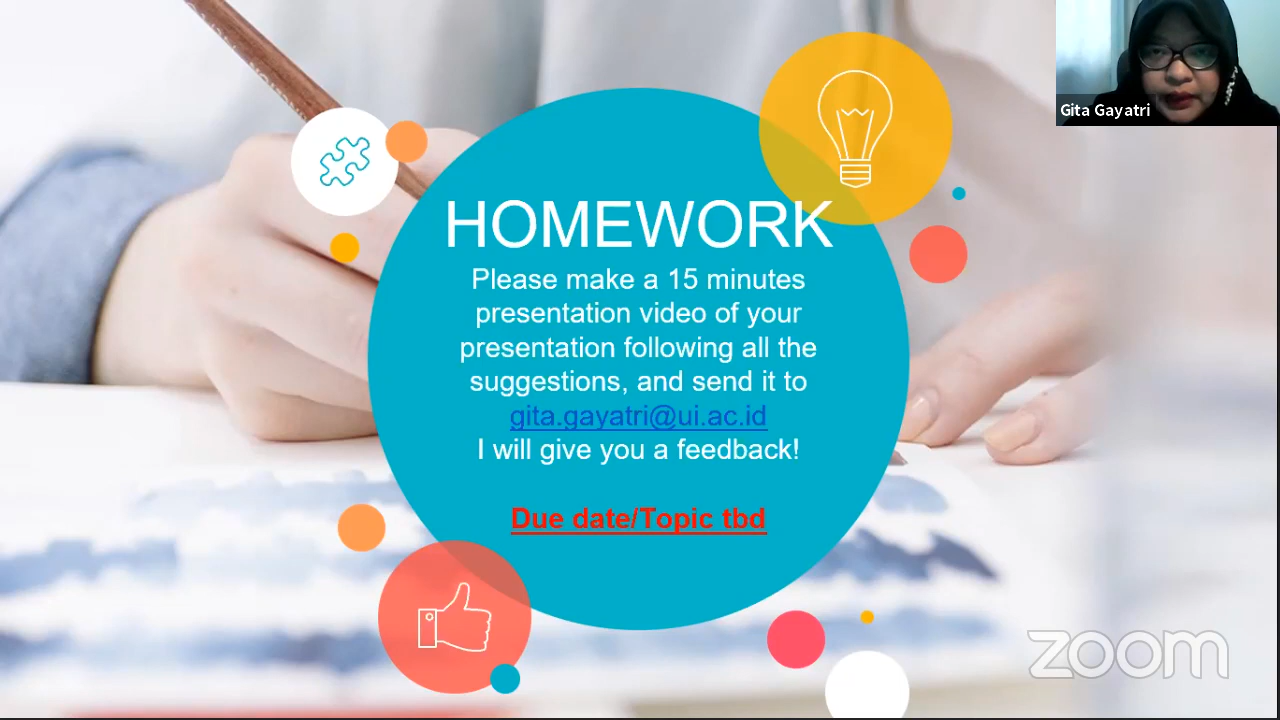 Gita Gayatri
HOMEWORK
Please make a 15 minutes
presentation video of your
presentation following all the
suggestions, and send it to
gita.gayatri@ui.ac.id
I will give you a feedback!
Due date/Topic tbd
zoom